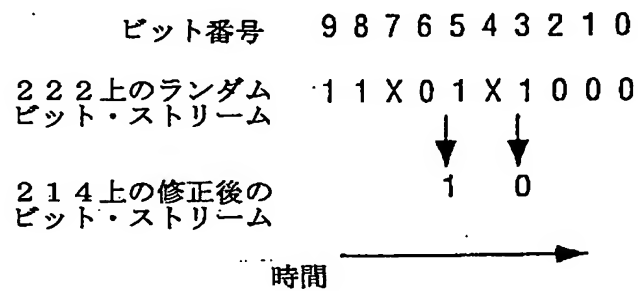 ビット番号 9 8 7 6 5 4 3 2 1 0
222上のランダム
ビット・ストリーム 1 1 X 0 1 X 1 0 0 0
214上の修正後の
ビット・ストリーム 1 0
時間